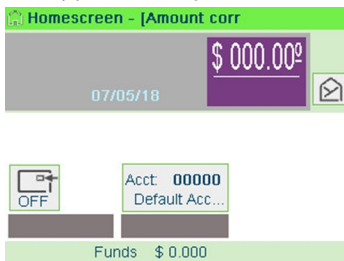 Homescreen - [Amount corr
$ 000.00º
07/05/18
OFF
Acct: 00000
Default Acc...
Funds $ 0.000